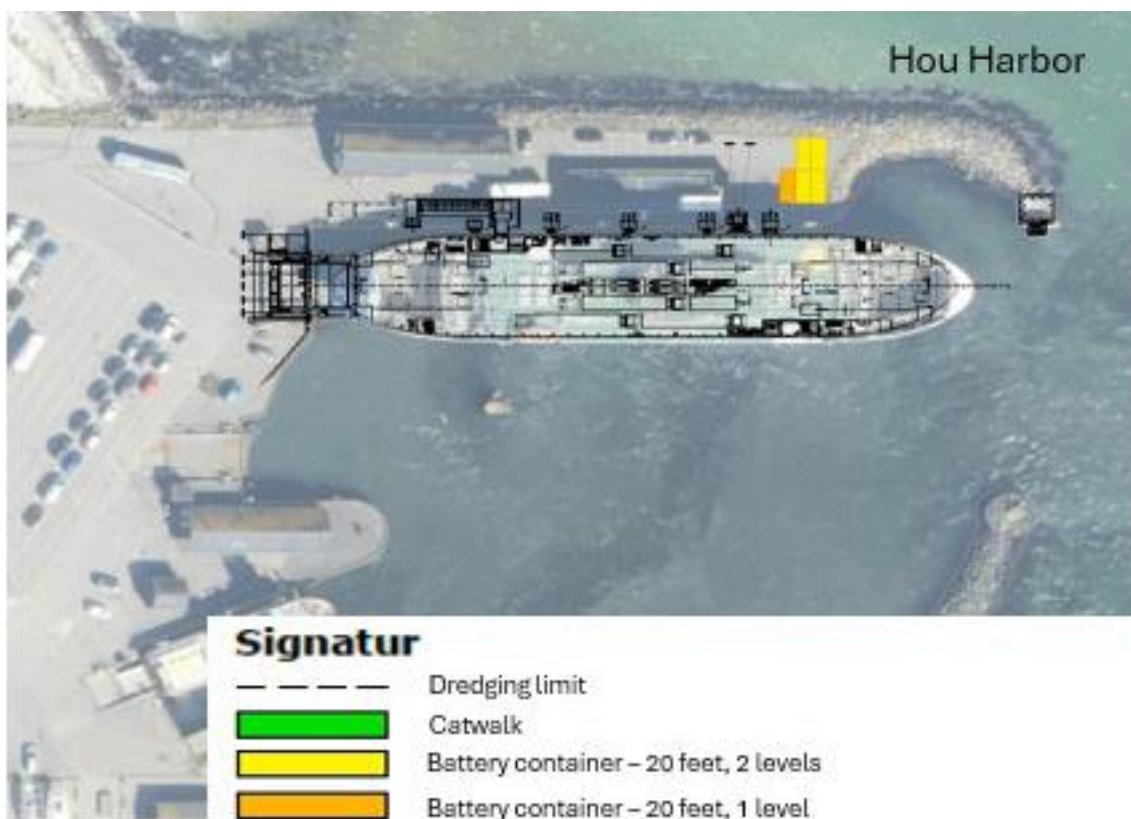 Hou Harbor
Signatur
Dredging limit
Catwalk
Battery container – 20 feet, 2 levels
Battery container – 20 feet, 1 level